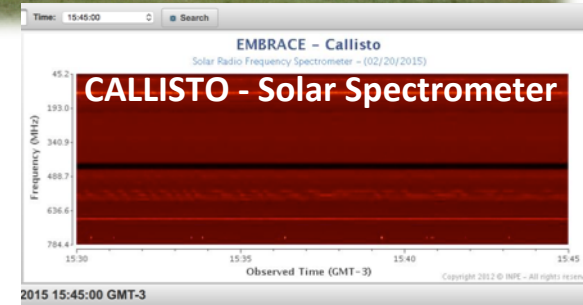 Time: 15:45:00 Search
EMBRACE - Callisto
Solar Radio Frequency Spectrometer - (02/20/2015)
CALLISTO - Solar Spectrometer
Frequency (MHz)
45.2
193.0
340.9
488.7
636.6
784.4
15:30 15:35 15:40 15:45
Observed Time (GMT-3)
Copyright 2012 © INPE - All rights reserv
2015 15:45:00 GMT-3